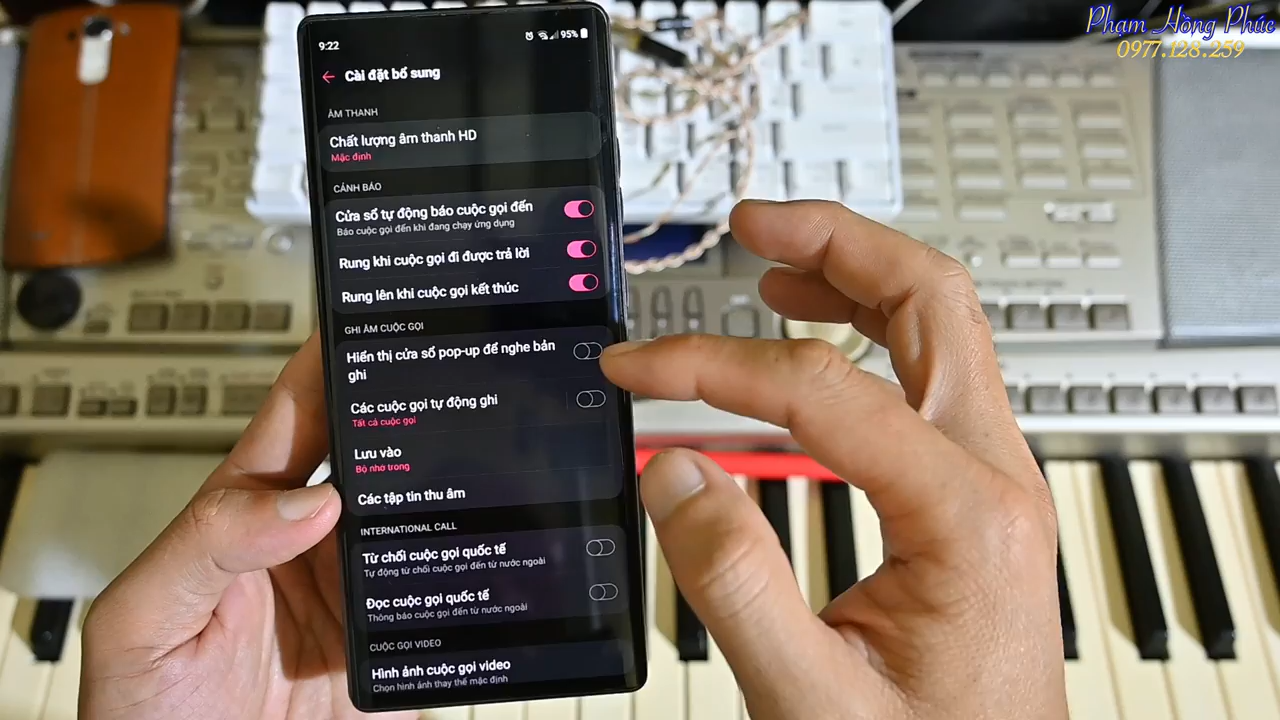 Phạm Hồng Phúc
0977.128.259
9:22
95%
Cài đặt bổ sung
ÂM THANH
Chất lượng âm thanh HD
Mặc định
CẢNH BÁO
Cửa sổ tự động báo cuộc gọi đến
Báo cuộc gọi đến khi đang chạy ứng dụng
Rung khi cuộc gọi đi được trả lời
Rung lên khi cuộc gọi kết thúc
GHI ÂM CUỘC GỌI
Hiển thị cửa sổ pop-up để nghe bản
ghi
Các cuộc gọi tự động ghi
Tất cả cuộc gọi
Lưu vào
Bộ nhớ trong
Các tập tin thu âm
INTERNATIONAL CALL
Từ chối cuộc gọi quốc tế
Tự động từ chối cuộc gọi đến từ nước ngoài
Đọc cuộc gọi quốc tế
Thông báo cuộc gọi đến từ nước ngoài
CUỘC GỌI VIDEO
Hình ảnh cuộc gọi video
Chọn hình ảnh thay thế mặc định